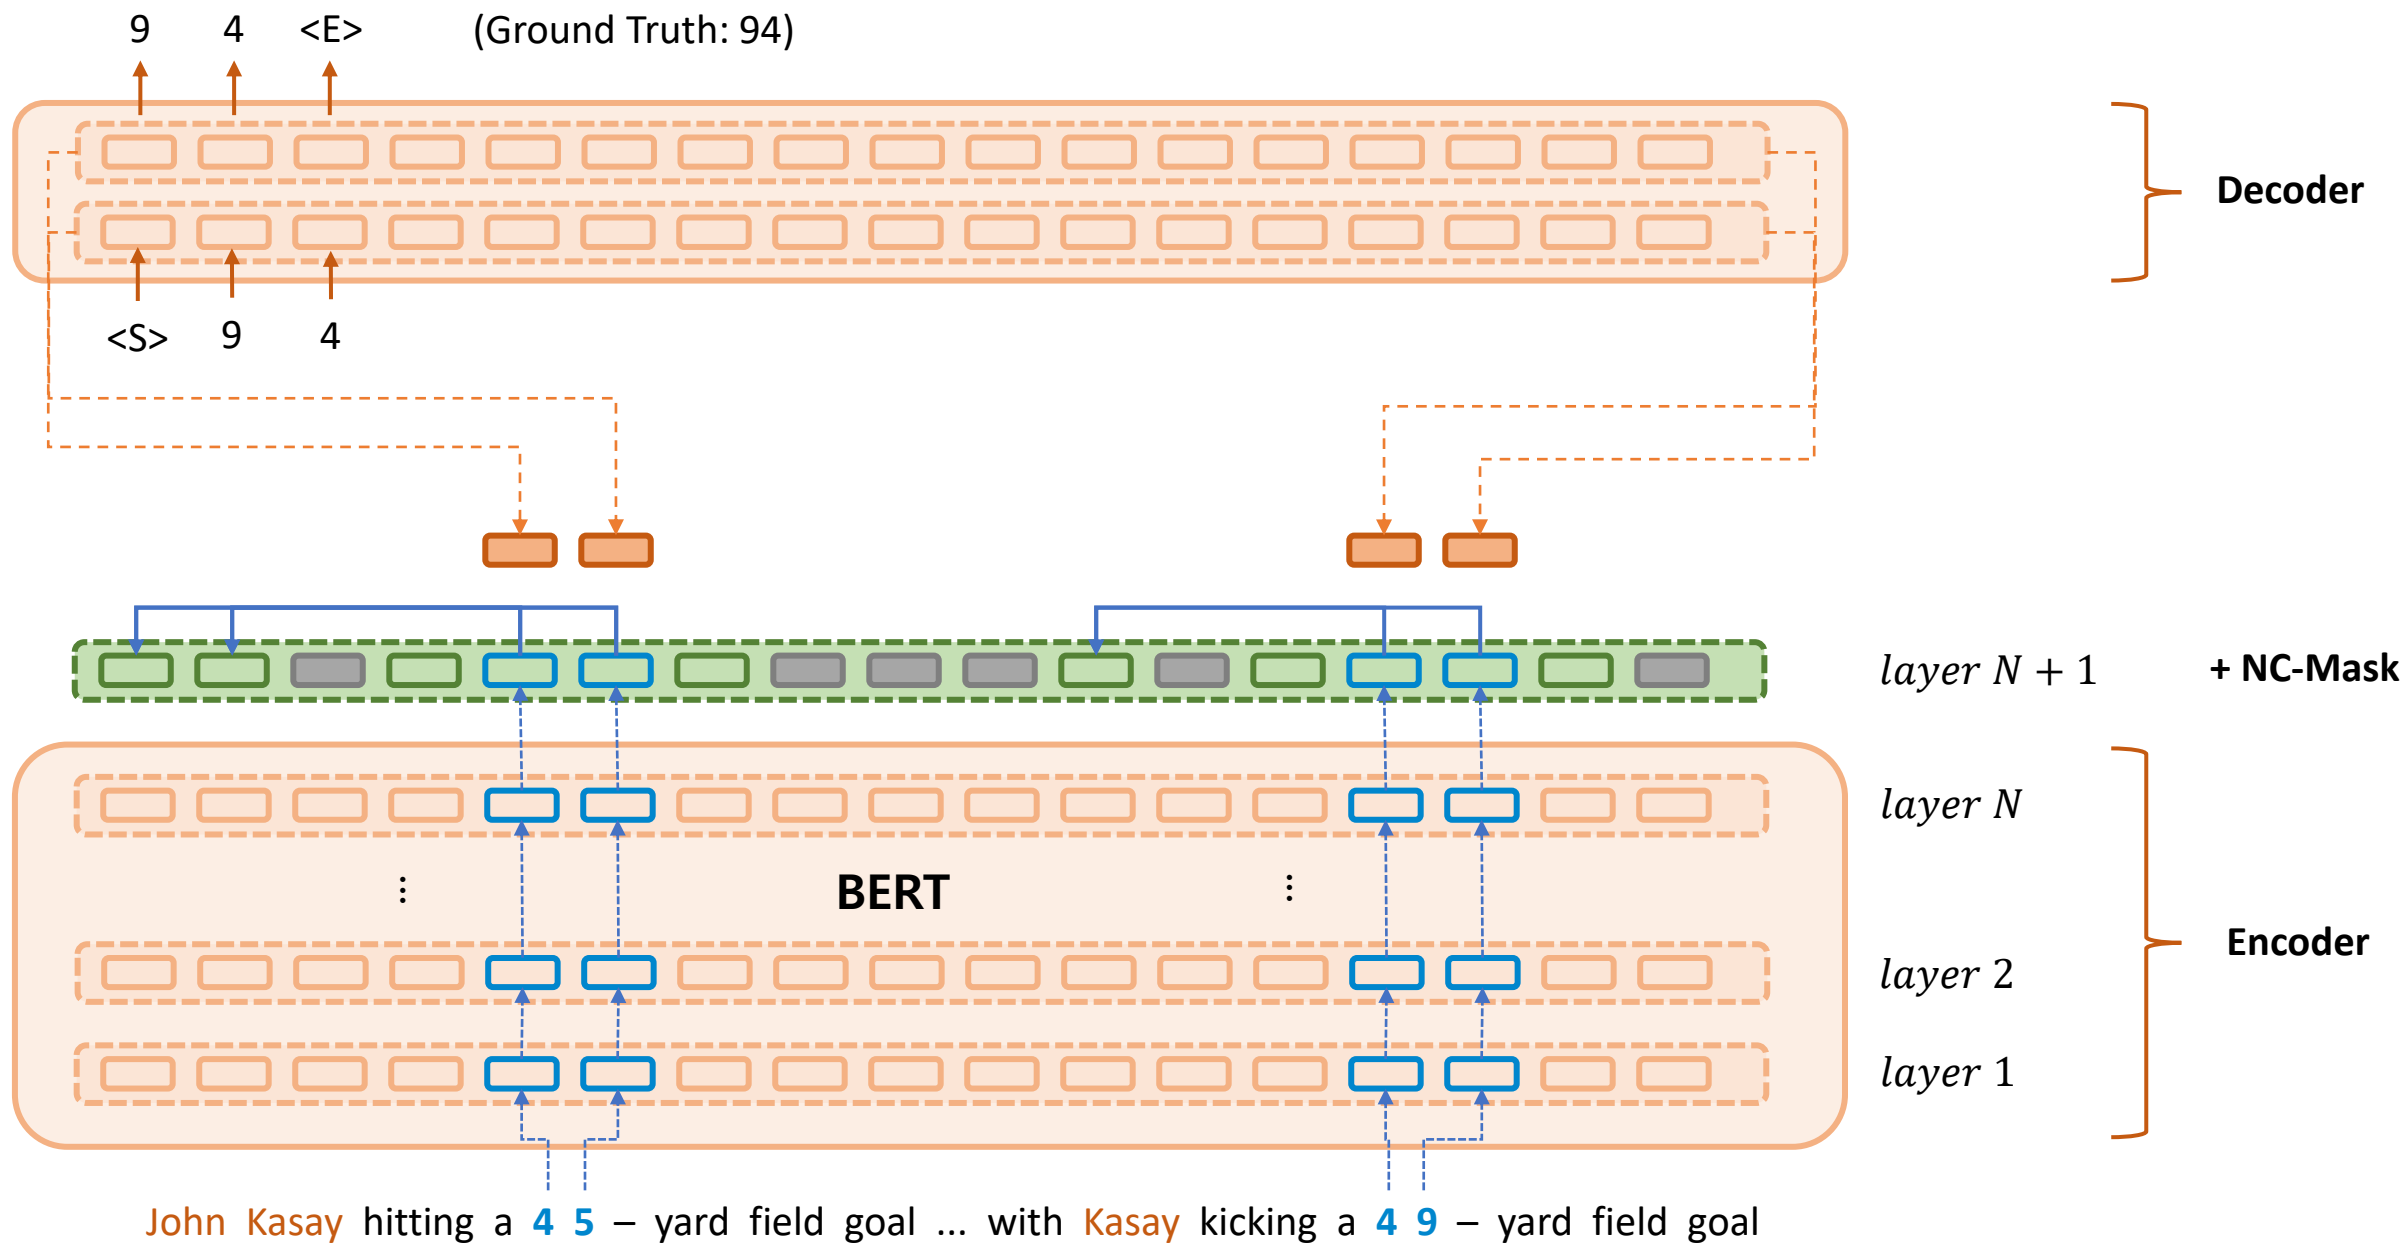 9 4 <E> (Ground Truth: 94)
Decoder
<S> 9 4
layer N + 1 + NC-Mask
layer N
⋮ BERT ⋮
Encoder
layer 2
layer 1
John Kasay hitting a 4 5 – yard field goal ... with Kasay kicking a 4 9 – yard field goal